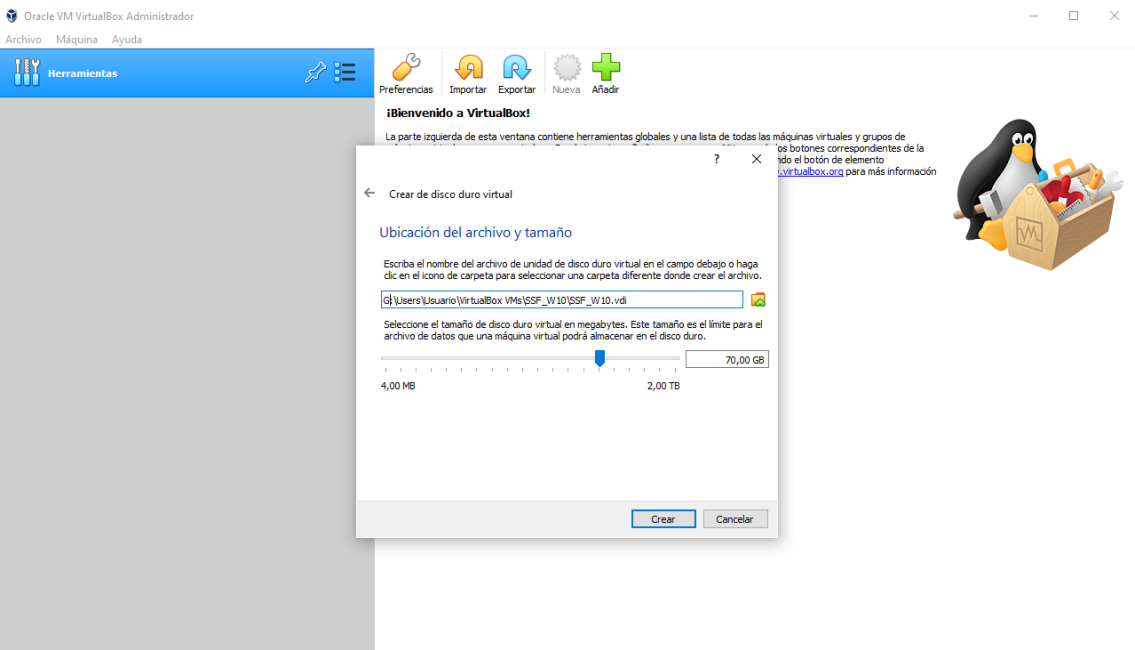 Oracle VM VirtualBox Administrador
Archivo Máquina Ayuda
Herramientas
Preferencias Importar Exportar Nueva Añadir
¡Bienvenido a VirtualBox!
La parte izquierda de esta ventana contiene herramientas globales y una lista de todas las máquinas virtuales y grupos de
os botones correspondientes de la
ndo el botón de elemento
.virtualbox.org para más información
?
Crear de disco duro virtual
Ubicación del archivo y tamaño
Escriba el nombre del archivo de unidad de disco duro virtual en el campo debajo o haga
clic en el icono de carpeta para seleccionar una carpeta diferente donde crear el archivo.
G:\Users\Usuario\VirtualBox VMs\SSF_W10\SSF_W10.vdi
Seleccione el tamaño de disco duro virtual en megabytes. Este tamaño es el límite para el
archivo de datos que una máquina virtual podrá almacenar en el disco duro.
70,00 GB
4,00 MB 2,00 TB
Crear Cancelar